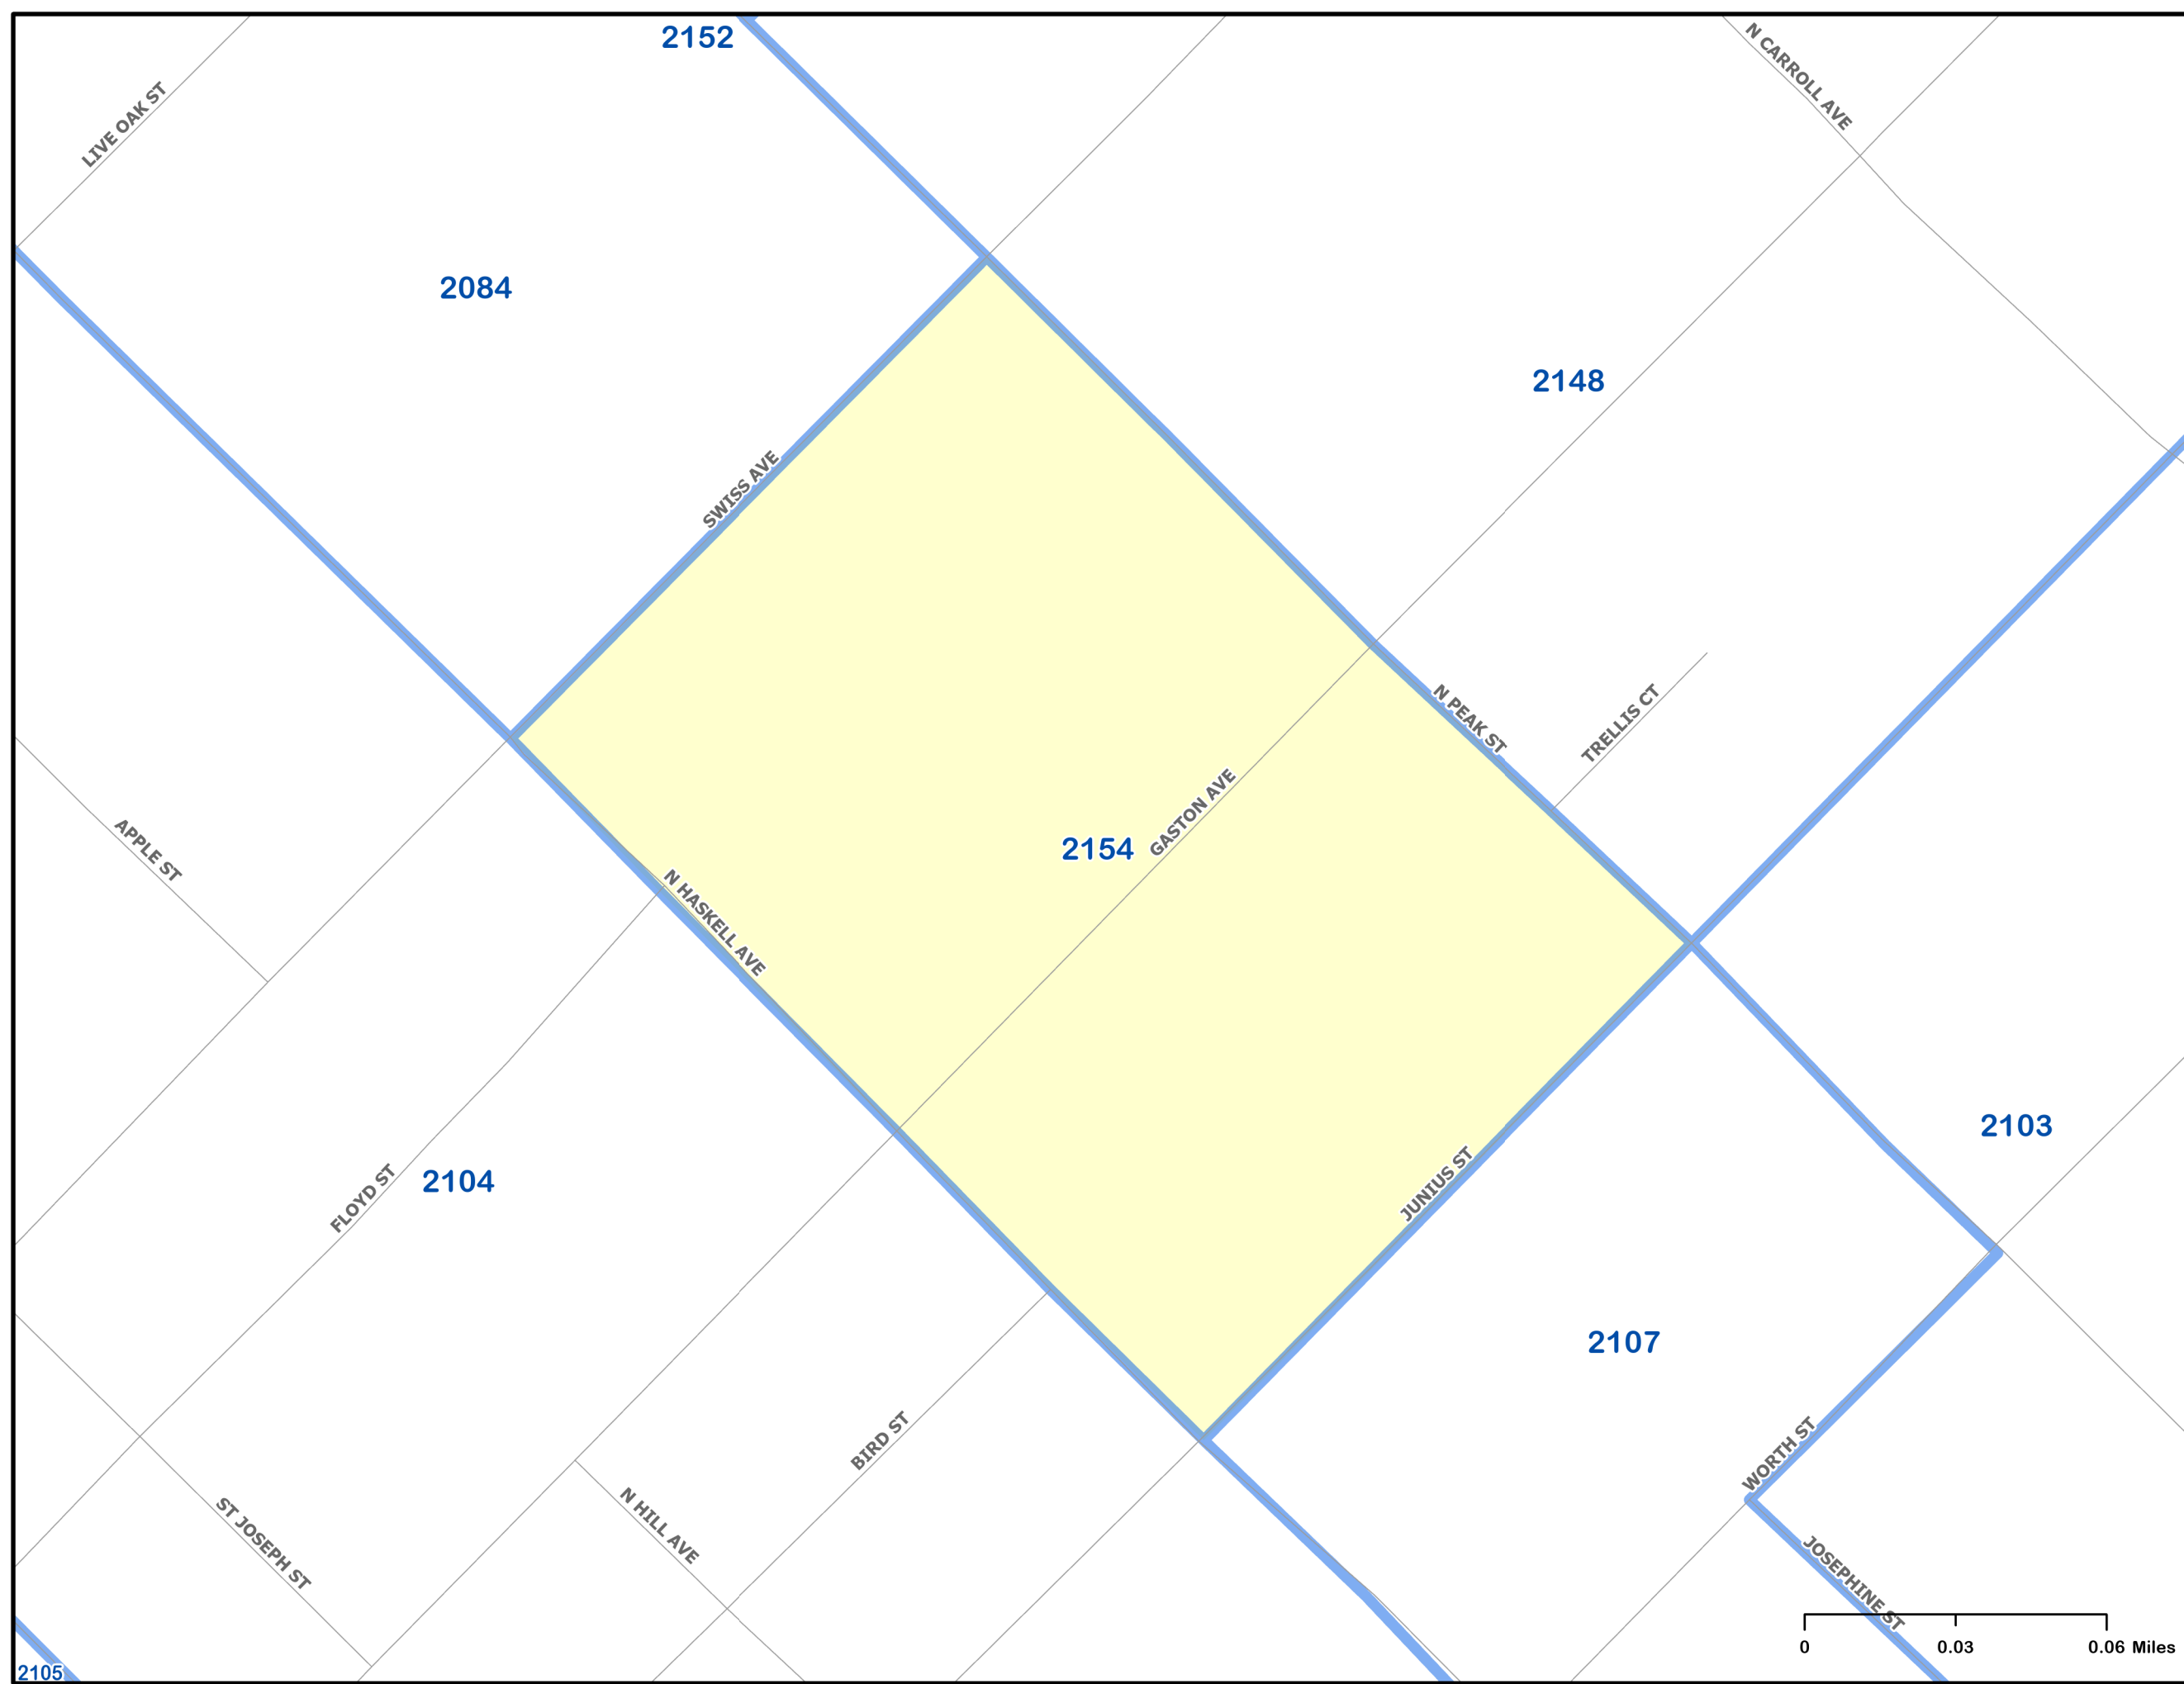 2152
N CARROLL AVE
LIVE OAK ST
2084
2148
SWISS AVE
N PEAK ST
TRELLIS CT
GASTON AVE
2154
APPLE ST
N HASKELL AVE
2103
JUNIUS ST
FLOYD ST
2104
2107
BIRD ST
WORTH ST
N HILL AVE
ST JOSEPH ST
JOSEPHINE ST
0 0.03 0.06 Miles
2105